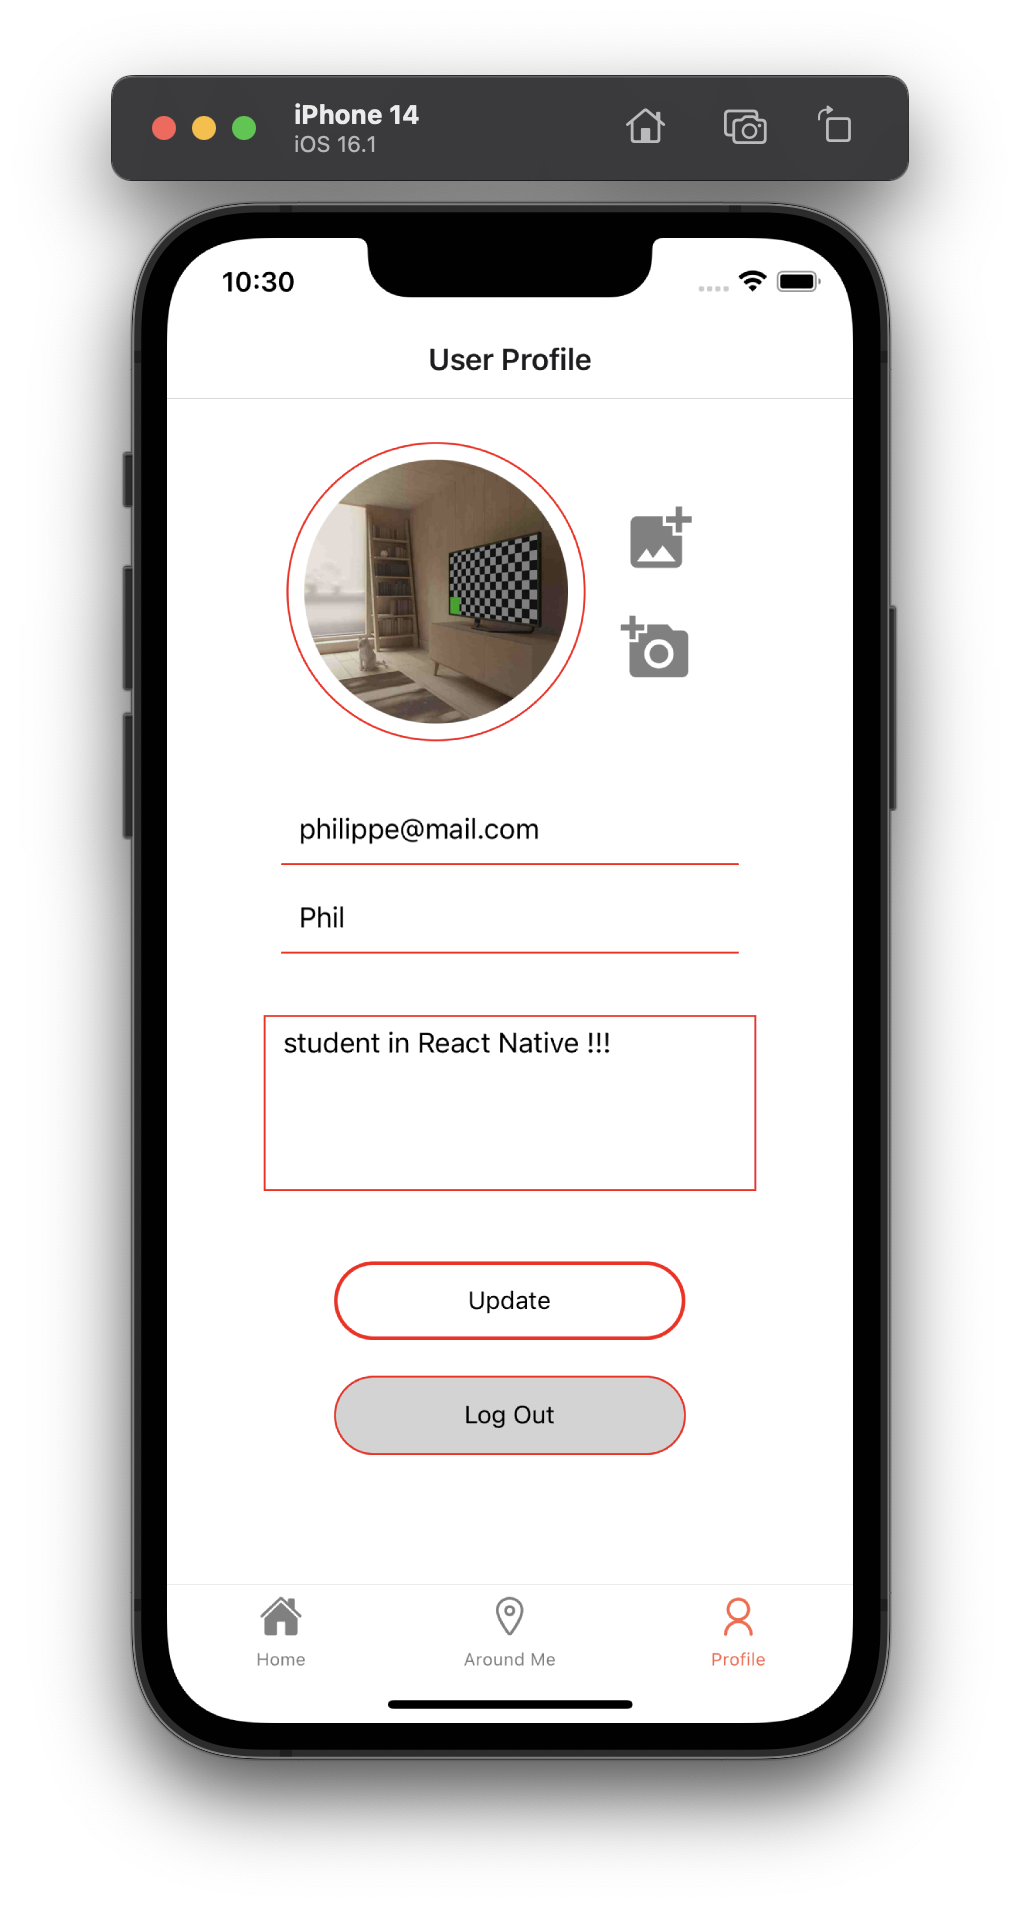 iPhone 14
iOS 16.1
10:30
User Profile
philippe@mail.com
Phil
student in React Native !!!
Update
Log Out
Home
Around Me
Profile